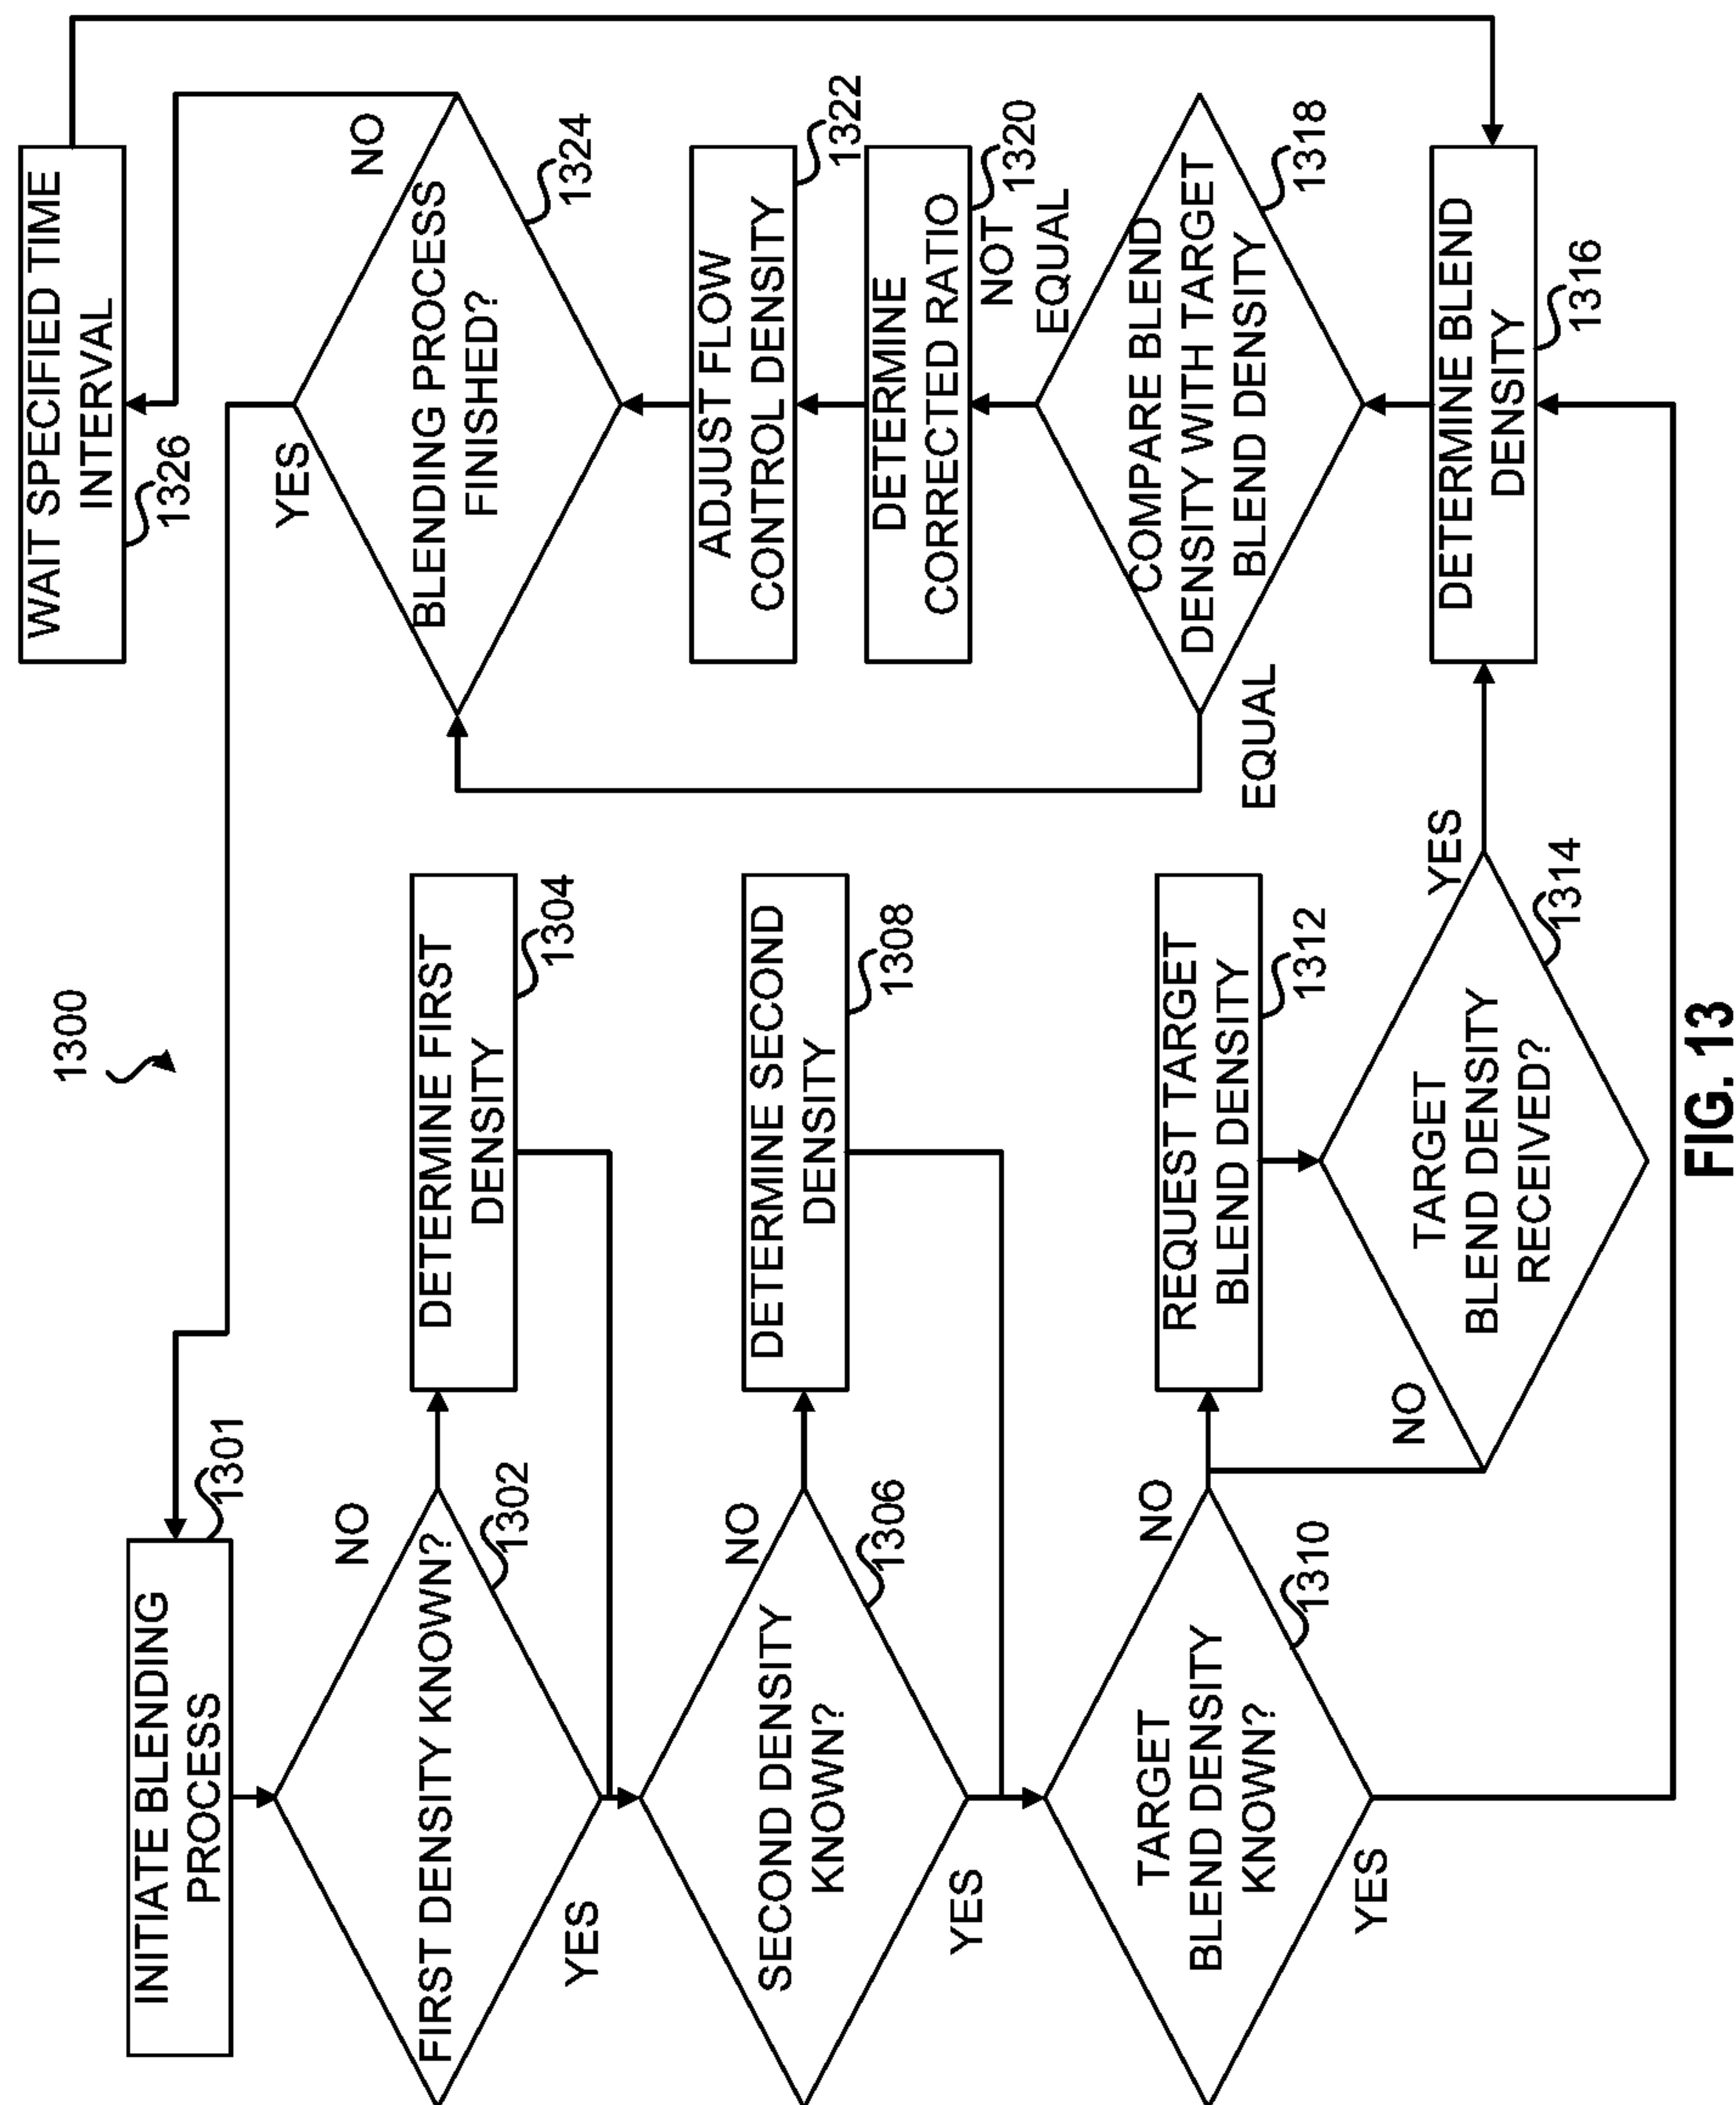 1300
INITIATE BLENDING
PROCESS
1301
FIRST DENSITY KNOWN?
1302
NO
YES
DETERMINE FIRST
DENSITY
1304
SECOND DENSITY
KNOWN?
1306
NO
YES
DETERMINE SECOND
DENSITY
1308
TARGET
BLEND DENSITY
KNOWN?
1310
NO
YES
REQUEST TARGET
BLEND DENSITY
1312
TARGET
BLEND DENSITY
RECEIVED?
1314
NO
YES
WAIT SPECIFIED TIME
INTERVAL
1326
YES
NO
BLENDING PROCESS
FINISHED?
1324
ADJUST FLOW
CONTROL DENSITY
1322
DETERMINE
CORRECTED RATIO
1320
NOT
EQUAL
COMPARE BLEND
DENSITY WITH TARGET
BLEND DENSITY
1318
EQUAL
DETERMINE BLEND
DENSITY
1316
FIG. 13